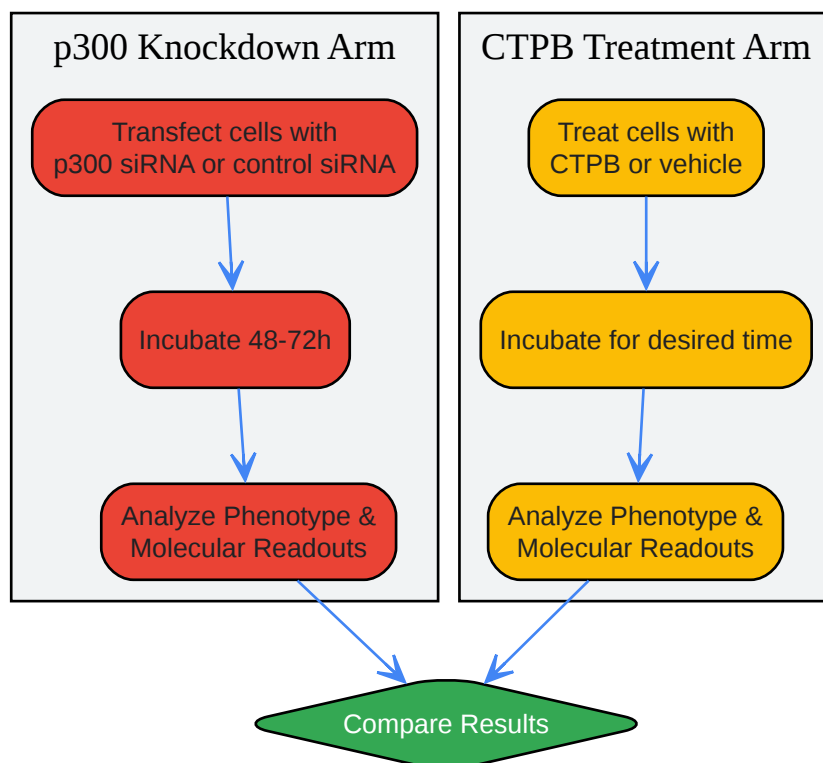 p300 Knockdown Arm
Transfect cells with
p300 siRNA or control siRNA
Incubate 48-72h
Analyze Phenotype &
Molecular Readouts
CTPB Treatment Arm
Treat cells with
CTPB or vehicle
Incubate for desired time
Analyze Phenotype &
Molecular Readouts
Compare Results